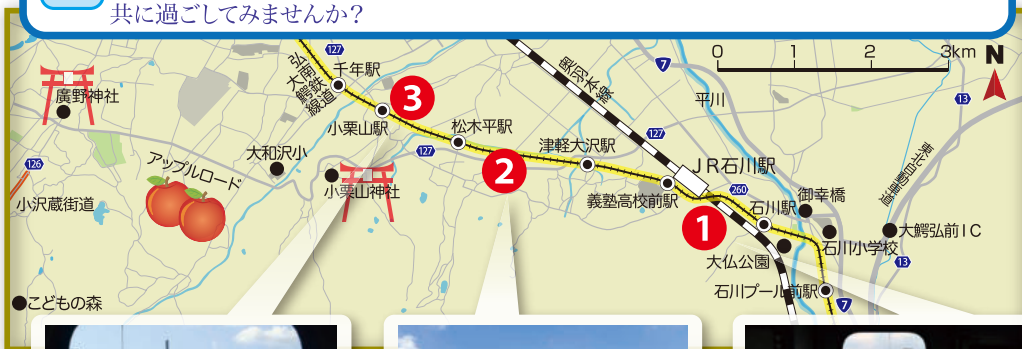 共に過ごしてみませんか？
0 1 2 3km
N
127
千年駅
弘南鉄道
大鰐線
奥羽本線
7
平川
13
廣野神社
3
小栗山駅
松木平駅
127
津軽大沢駅
127
東北自動車道
126
アップルロード
大和沢小
2
JR石川駅
小沢蔵街道
小栗山神社
義塾高校前駅
260
石川駅
御幸橋
1
大仏公園
石川小学校
大鰐弘前IC
13
こどもの森
石川プール前駅
7